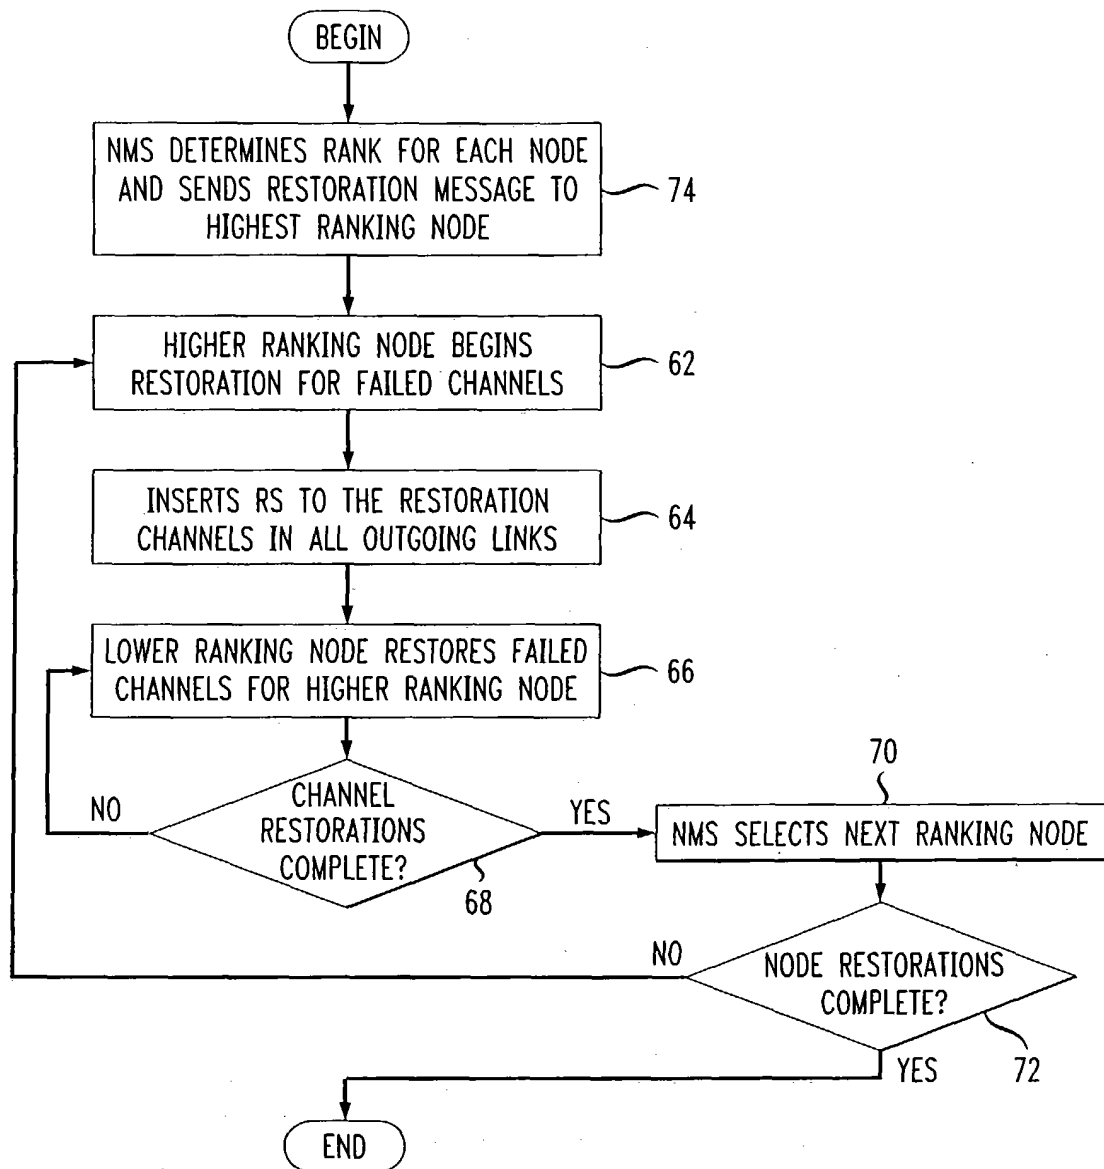 BEGIN
NMS DETERMINES RANK FOR EACH NODE
AND SENDS RESTORATION MESSAGE TO
HIGHEST RANKING NODE
74
HIGHER RANKING NODE BEGINS
RESTORATION FOR FAILED CHANNELS
62
INSERTS RS TO THE RESTORATION
CHANNELS IN ALL OUTGOING LINKS
64
LOWER RANKING NODE RESTORES FAILED
CHANNELS FOR HIGHER RANKING NODE
66
CHANNEL
RESTORATIONS
COMPLETE?
NO
YES
68
70
NMS SELECTS NEXT RANKING NODE
NODE RESTORATIONS
COMPLETE?
NO
YES
72
END